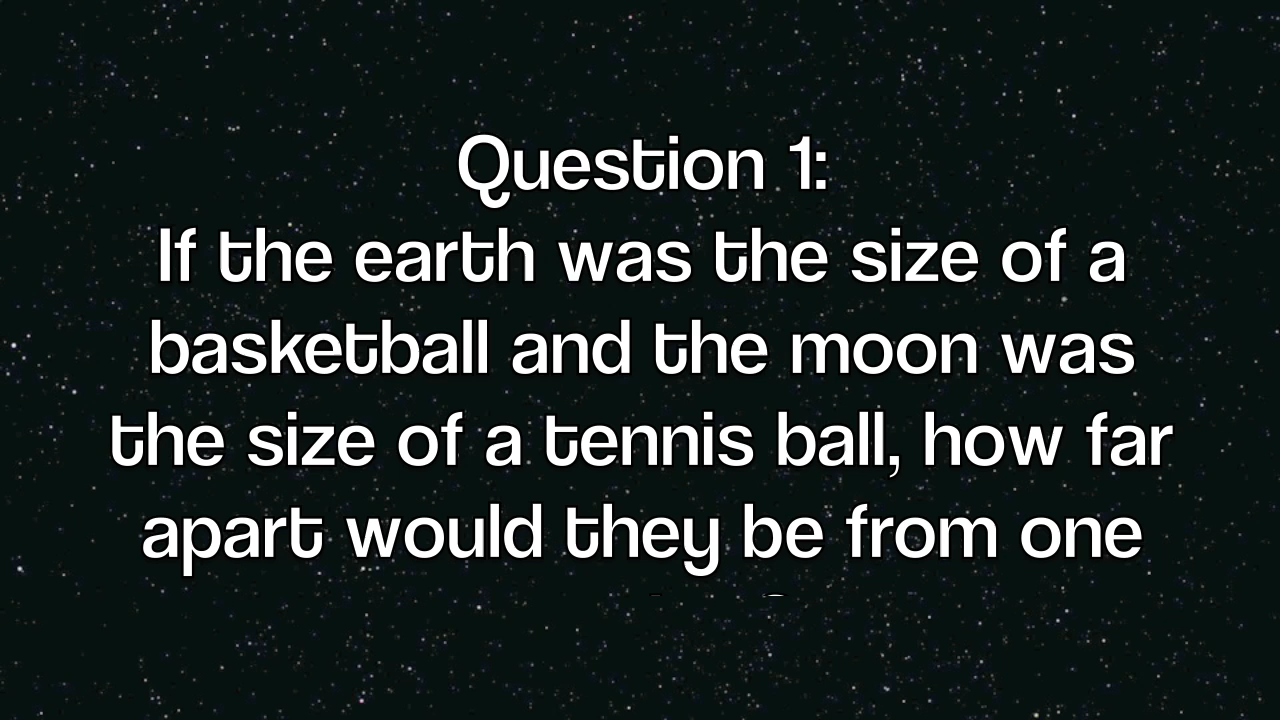 Question 1:
If the earth was the size of a
basketball and the moon was
the size of a tennis ball, how far
apart would they be from one